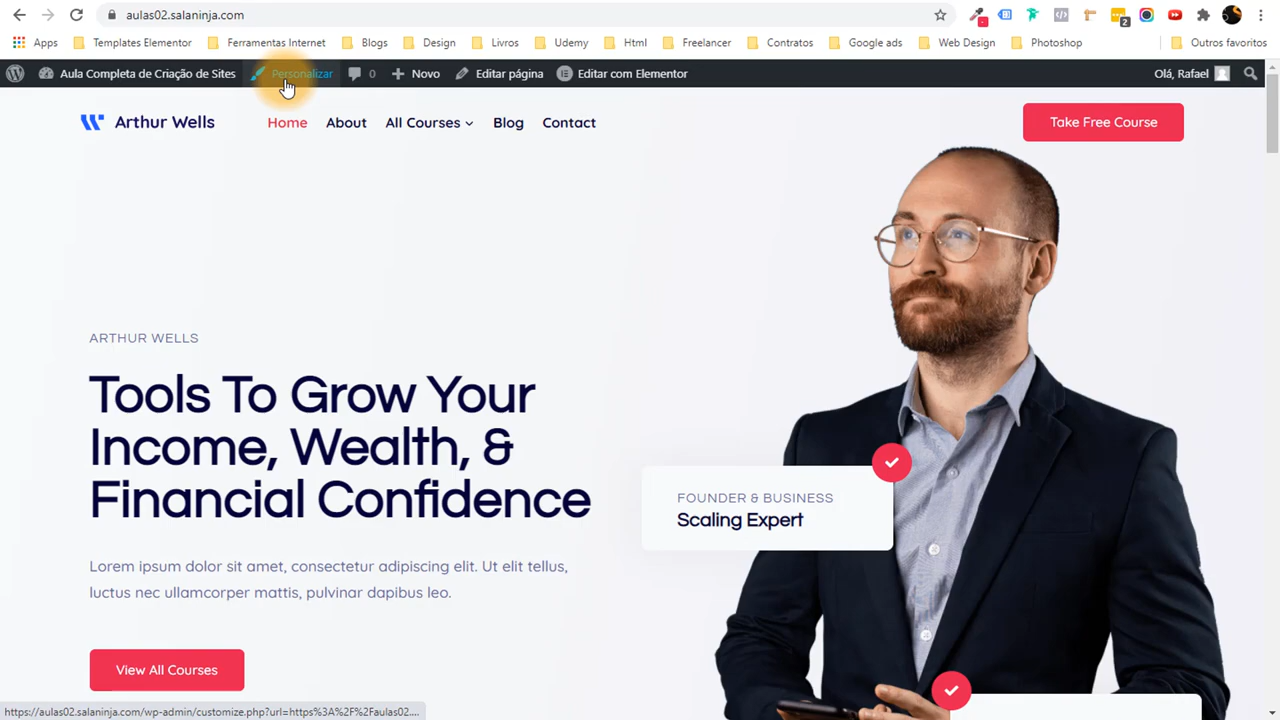 aulas02.salaninja.com
2
Apps Templates Elementor Ferramentas Internet Blogs Design Livros Udemy Html Freelancer Contratos Google ads Web Design Photoshop Outros favoritos
Aula Completa de Criação de Sites Personalizar 0 Novo Editar página Editar com Elementor Olá, Rafael
Arthur Wells Home About All Courses Blog Contact Take Free Course
ARTHUR WELLS
Tools To Grow Your
Income, Wealth, &
Financial Confidence
FOUNDER & BUSINESS
Scaling Expert
Lorem ipsum dolor sit amet, consectetur adipiscing elit. Ut elit tellus,
luctus nec ullamcorper mattis, pulvinar dapibus leo.
View All Courses
https://aulas02.salaninja.com/wp-admin/customize.php?url=https%3A%2F%2Faulas02....